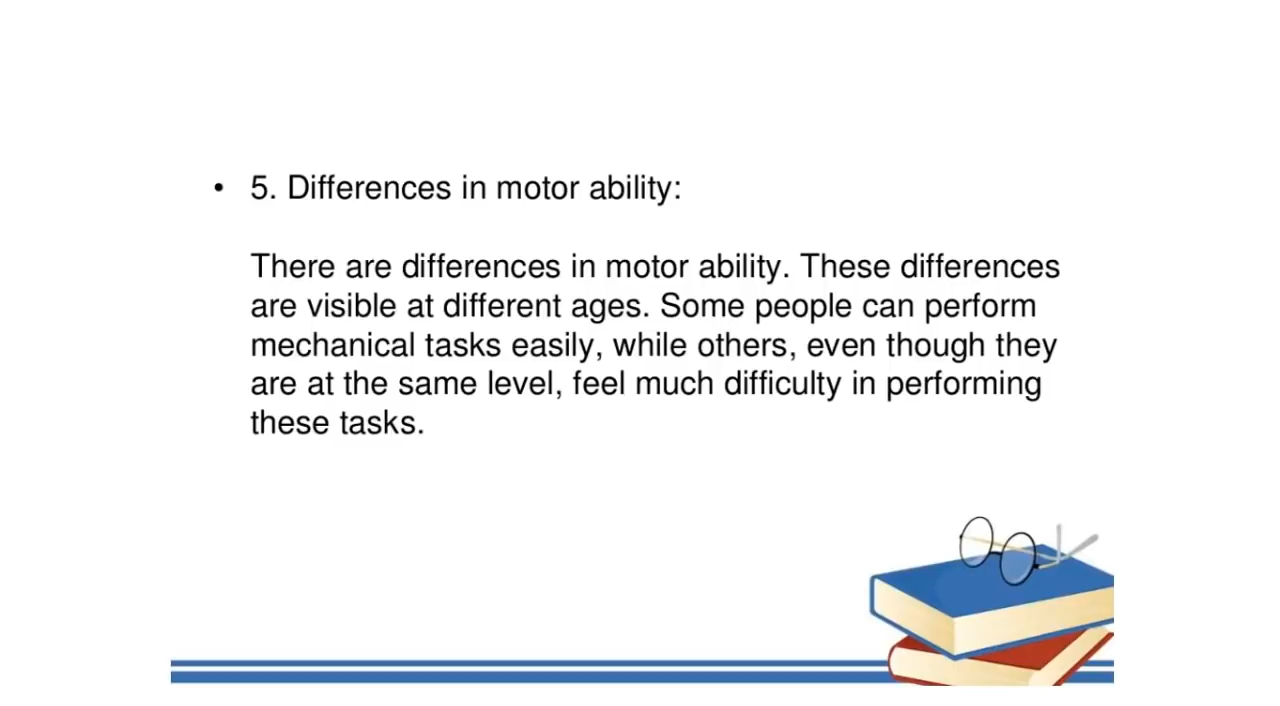 • 5. Differences in motor ability:
There are differences in motor ability. These differences
are visible at different ages. Some people can perform
mechanical tasks easily, while others, even though they
are at the same level, feel much difficulty in performing
these tasks.